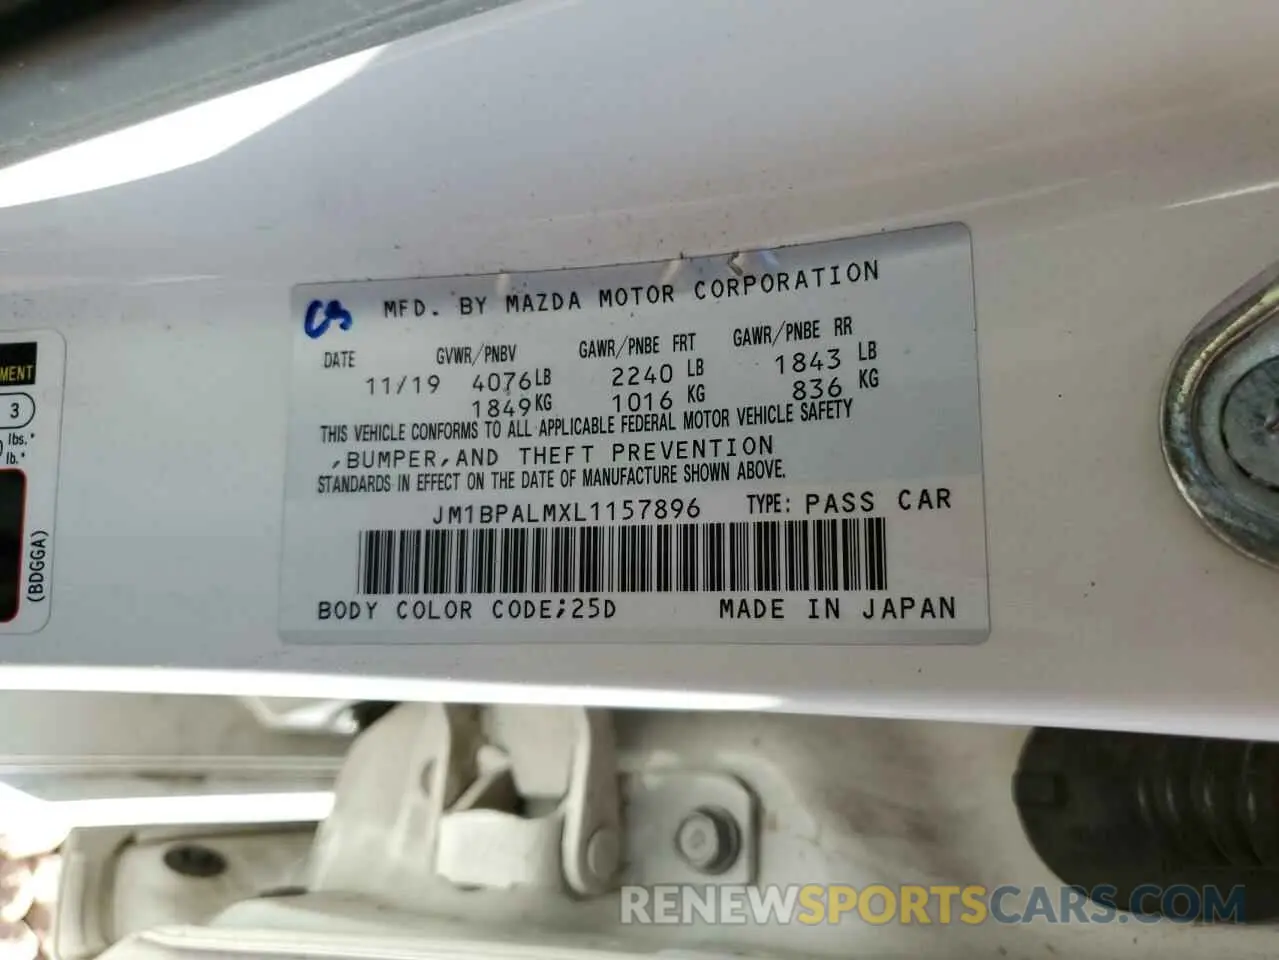 MFD. BY MAZDA MOTOR CORPORATION
DATE GVWR/PNBV GAWR/PNBE FRT GAWR/PNBE RR
11/19 4076LB 2240 LB 1843 LB
1849KG 1016 KG 836 KG
THIS VEHICLE CONFORMS TO ALL APPLICABLE FEDERAL MOTOR VEHICLE SAFETY
,BUMPER,AND THEFT PREVENTION
STANDARDS IN EFFECT ON THE DATE OF MANUFACTURE SHOWN ABOVE.
JM1BPALMXL1157896 TYPE: PASS CAR
BODY COLOR CODE;25D MADE IN JAPAN
MENT
3
lbs.*
lb.*
(BDGGA)
RENEWSPORTSCARS.COM